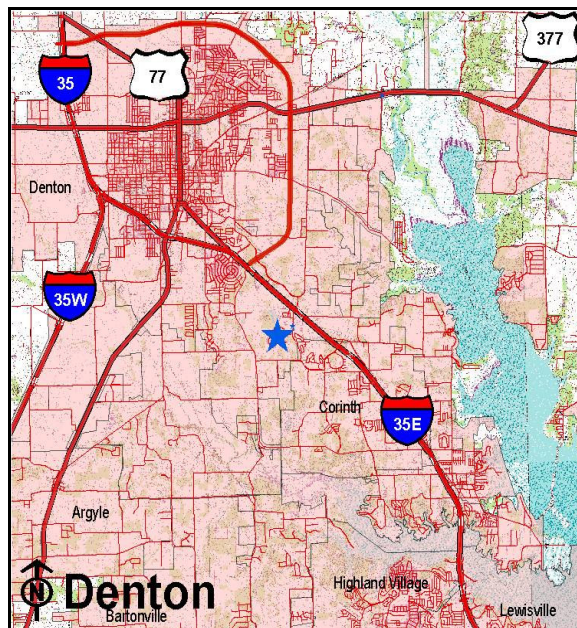 377
35
77
Denton
35W
Corinth
35E
Argyle
N
Denton
Highland Village
Bartonville
Lewisville